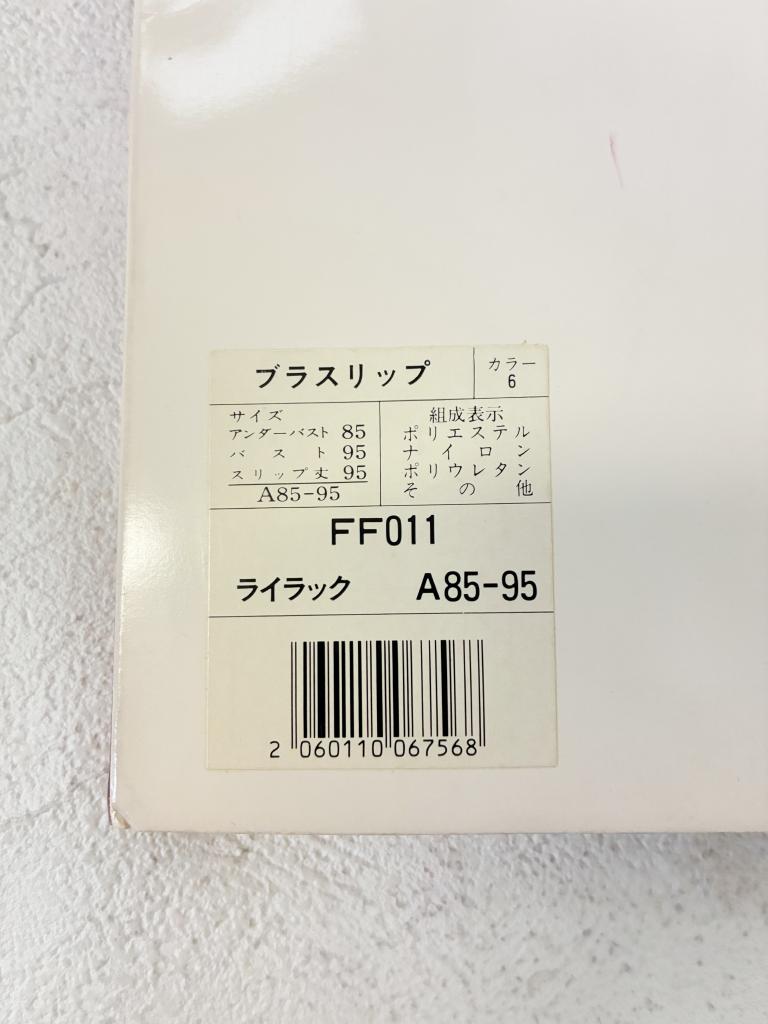 ブラスリップ
カラー
6
サイズ
アンダーバスト 85
バスト 95
スリップ丈 95
A85-95
組成表示
ポリエステル
ナイロン
ポリウレタン
その他
FF011
ライラック A85-95
2 060110 067568